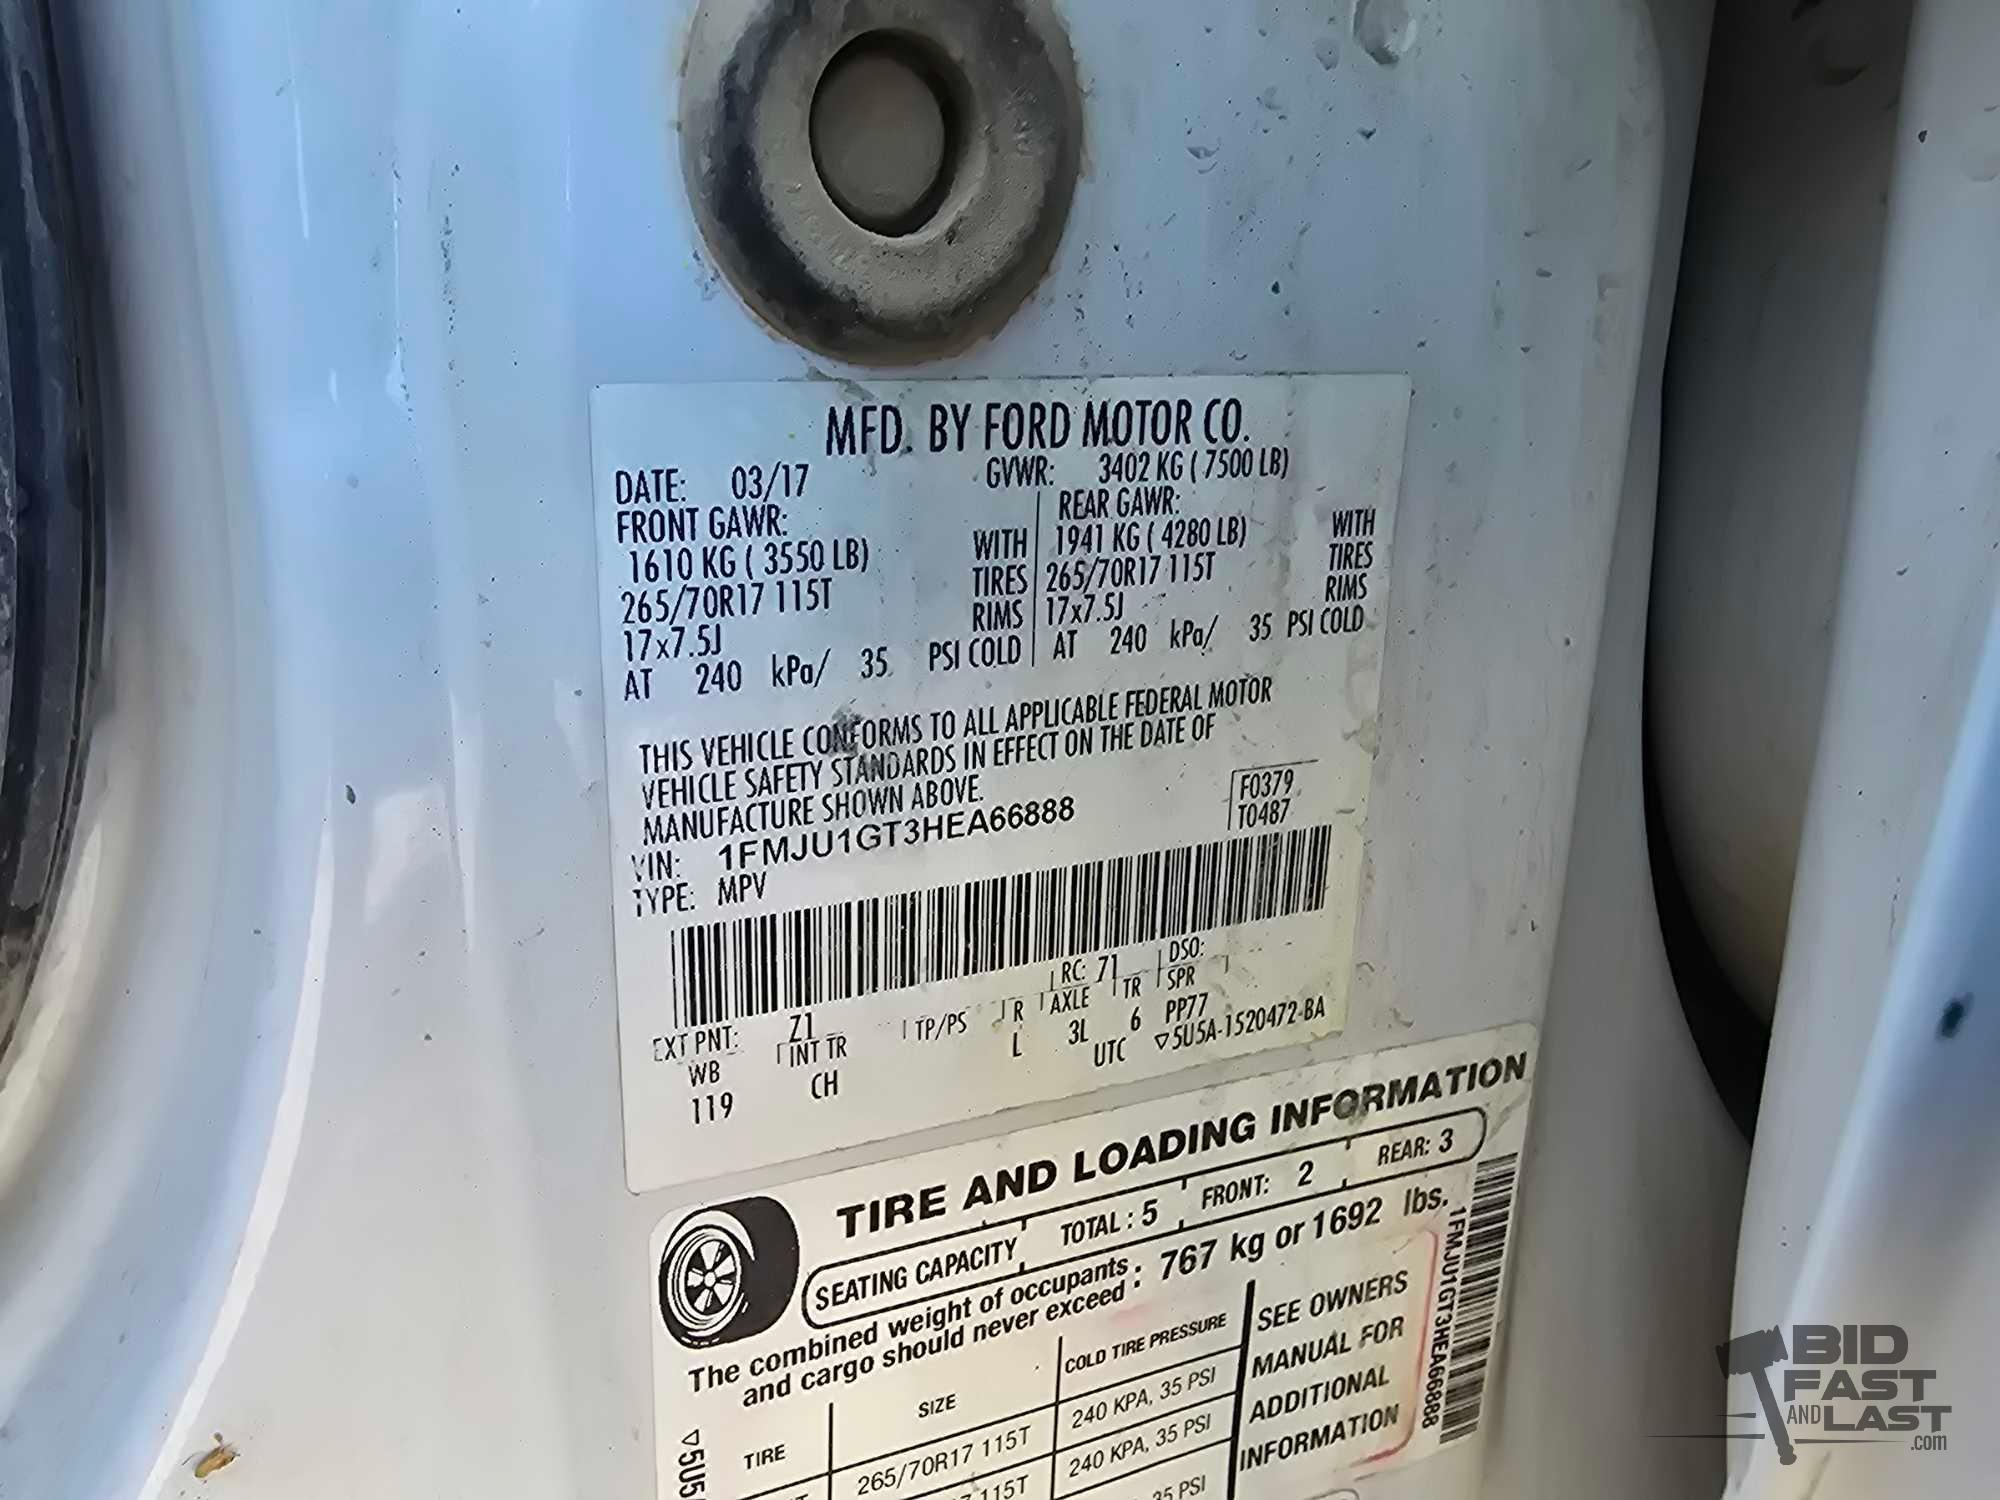 MFD. BY FORD MOTOR CO.
DATE: 03/17 GVWR: 3402 KG ( 7500 LB)
FRONT GAWR: REAR GAWR:
1610 KG ( 3550 LB) WITH 1941 KG ( 4280 LB) WITH
265/70R17 115T TIRES 265/70R17 115T TIRES
17x7.5J RIMS 17x7.5J RIMS
AT 240 kPa/ 35 PSI COLD AT 240 kPa/ 35 PSI COLD
THIS VEHICLE CONFORMS TO ALL APPLICABLE FEDERAL MOTOR
VEHICLE SAFETY STANDARDS IN EFFECT ON THE DATE OF
MANUFACTURE SHOWN ABOVE.
F0379
T0487
VIN: 1FMJU1GT3HEA66888
TYPE: MPV
EXT PNT: Z1 RC: 71 DSO:
WB INT TR TP/PS R AXLE TR SPR
119 CH L 3L 6 PP77
UTC ▽5U5A-1520472-BA
TIRE AND LOADING INFORMATION
SEATING CAPACITY TOTAL : 5 FRONT: 2 REAR: 3
The combined weight of occupants
and cargo should never exceed : 767 kg or 1692 lbs.
TIRE SIZE COLD TIRE PRESSURE
265/70R17 115T 240 KPA, 35 PSI
115T 240 KPA, 35 PSI
35 PSI
SEE OWNERS
MANUAL FOR
ADDITIONAL
INFORMATION
1FMJU1GT3HEA66888
▽5U5
BID
FAST
AND LAST
.com